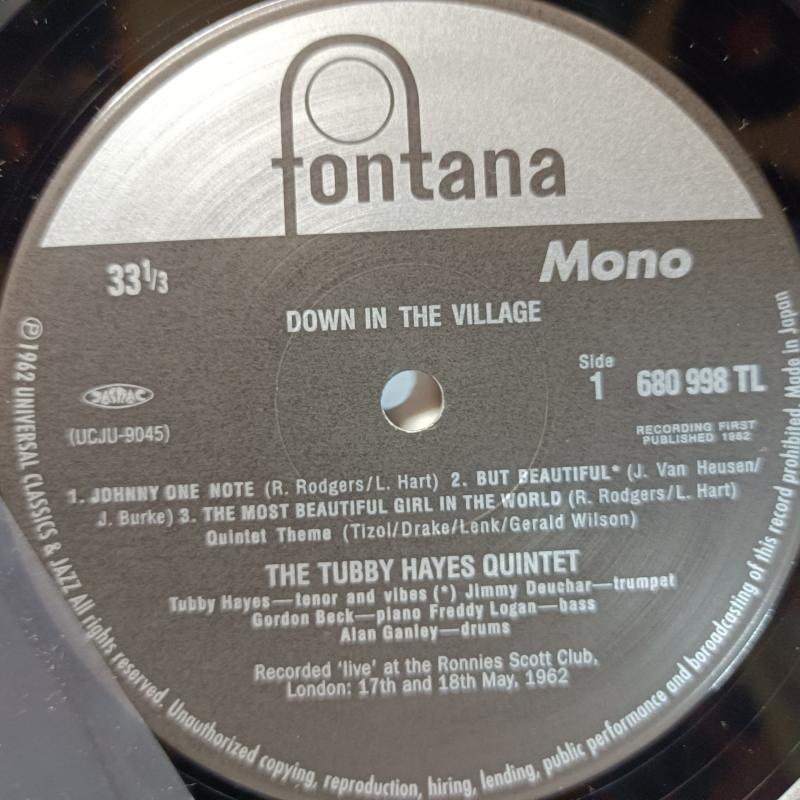 fontana
33 1/3
Mono
DOWN IN THE VILLAGE
Side
1
680 998 TL
JASRAC
(UCJU-9045)
RECORDING FIRST
PUBLISHED 1962
1. JOHNNY ONE NOTE (R. Rodgers/L. Hart) 2. BUT BEAUTIFUL* (J. Van Heusen/
J. Burke) 3. THE MOST BEAUTIFUL GIRL IN THE WORLD (R. Rodgers/L. Hart)
Quintet Theme (Tizol/Drake/Lenk/Gerald Wilson)
THE TUBBY HAYES QUINTET
Tubby Hayes—tenor and vibes (*) Jimmy Deuchar—trumpet
Gordon Beck—piano Freddy Logan—bass
Alan Ganley—drums
Recorded 'live' at the Ronnies Scott Club,
London: 17th and 18th May, 1962
℗ 1962 UNIVERSAL CLASSICS & JAZZ All rights reserved. Unauthorized copying, reproduction, hiring, lending, public performance and boroadcasting of this record prohibited. Made in Japan